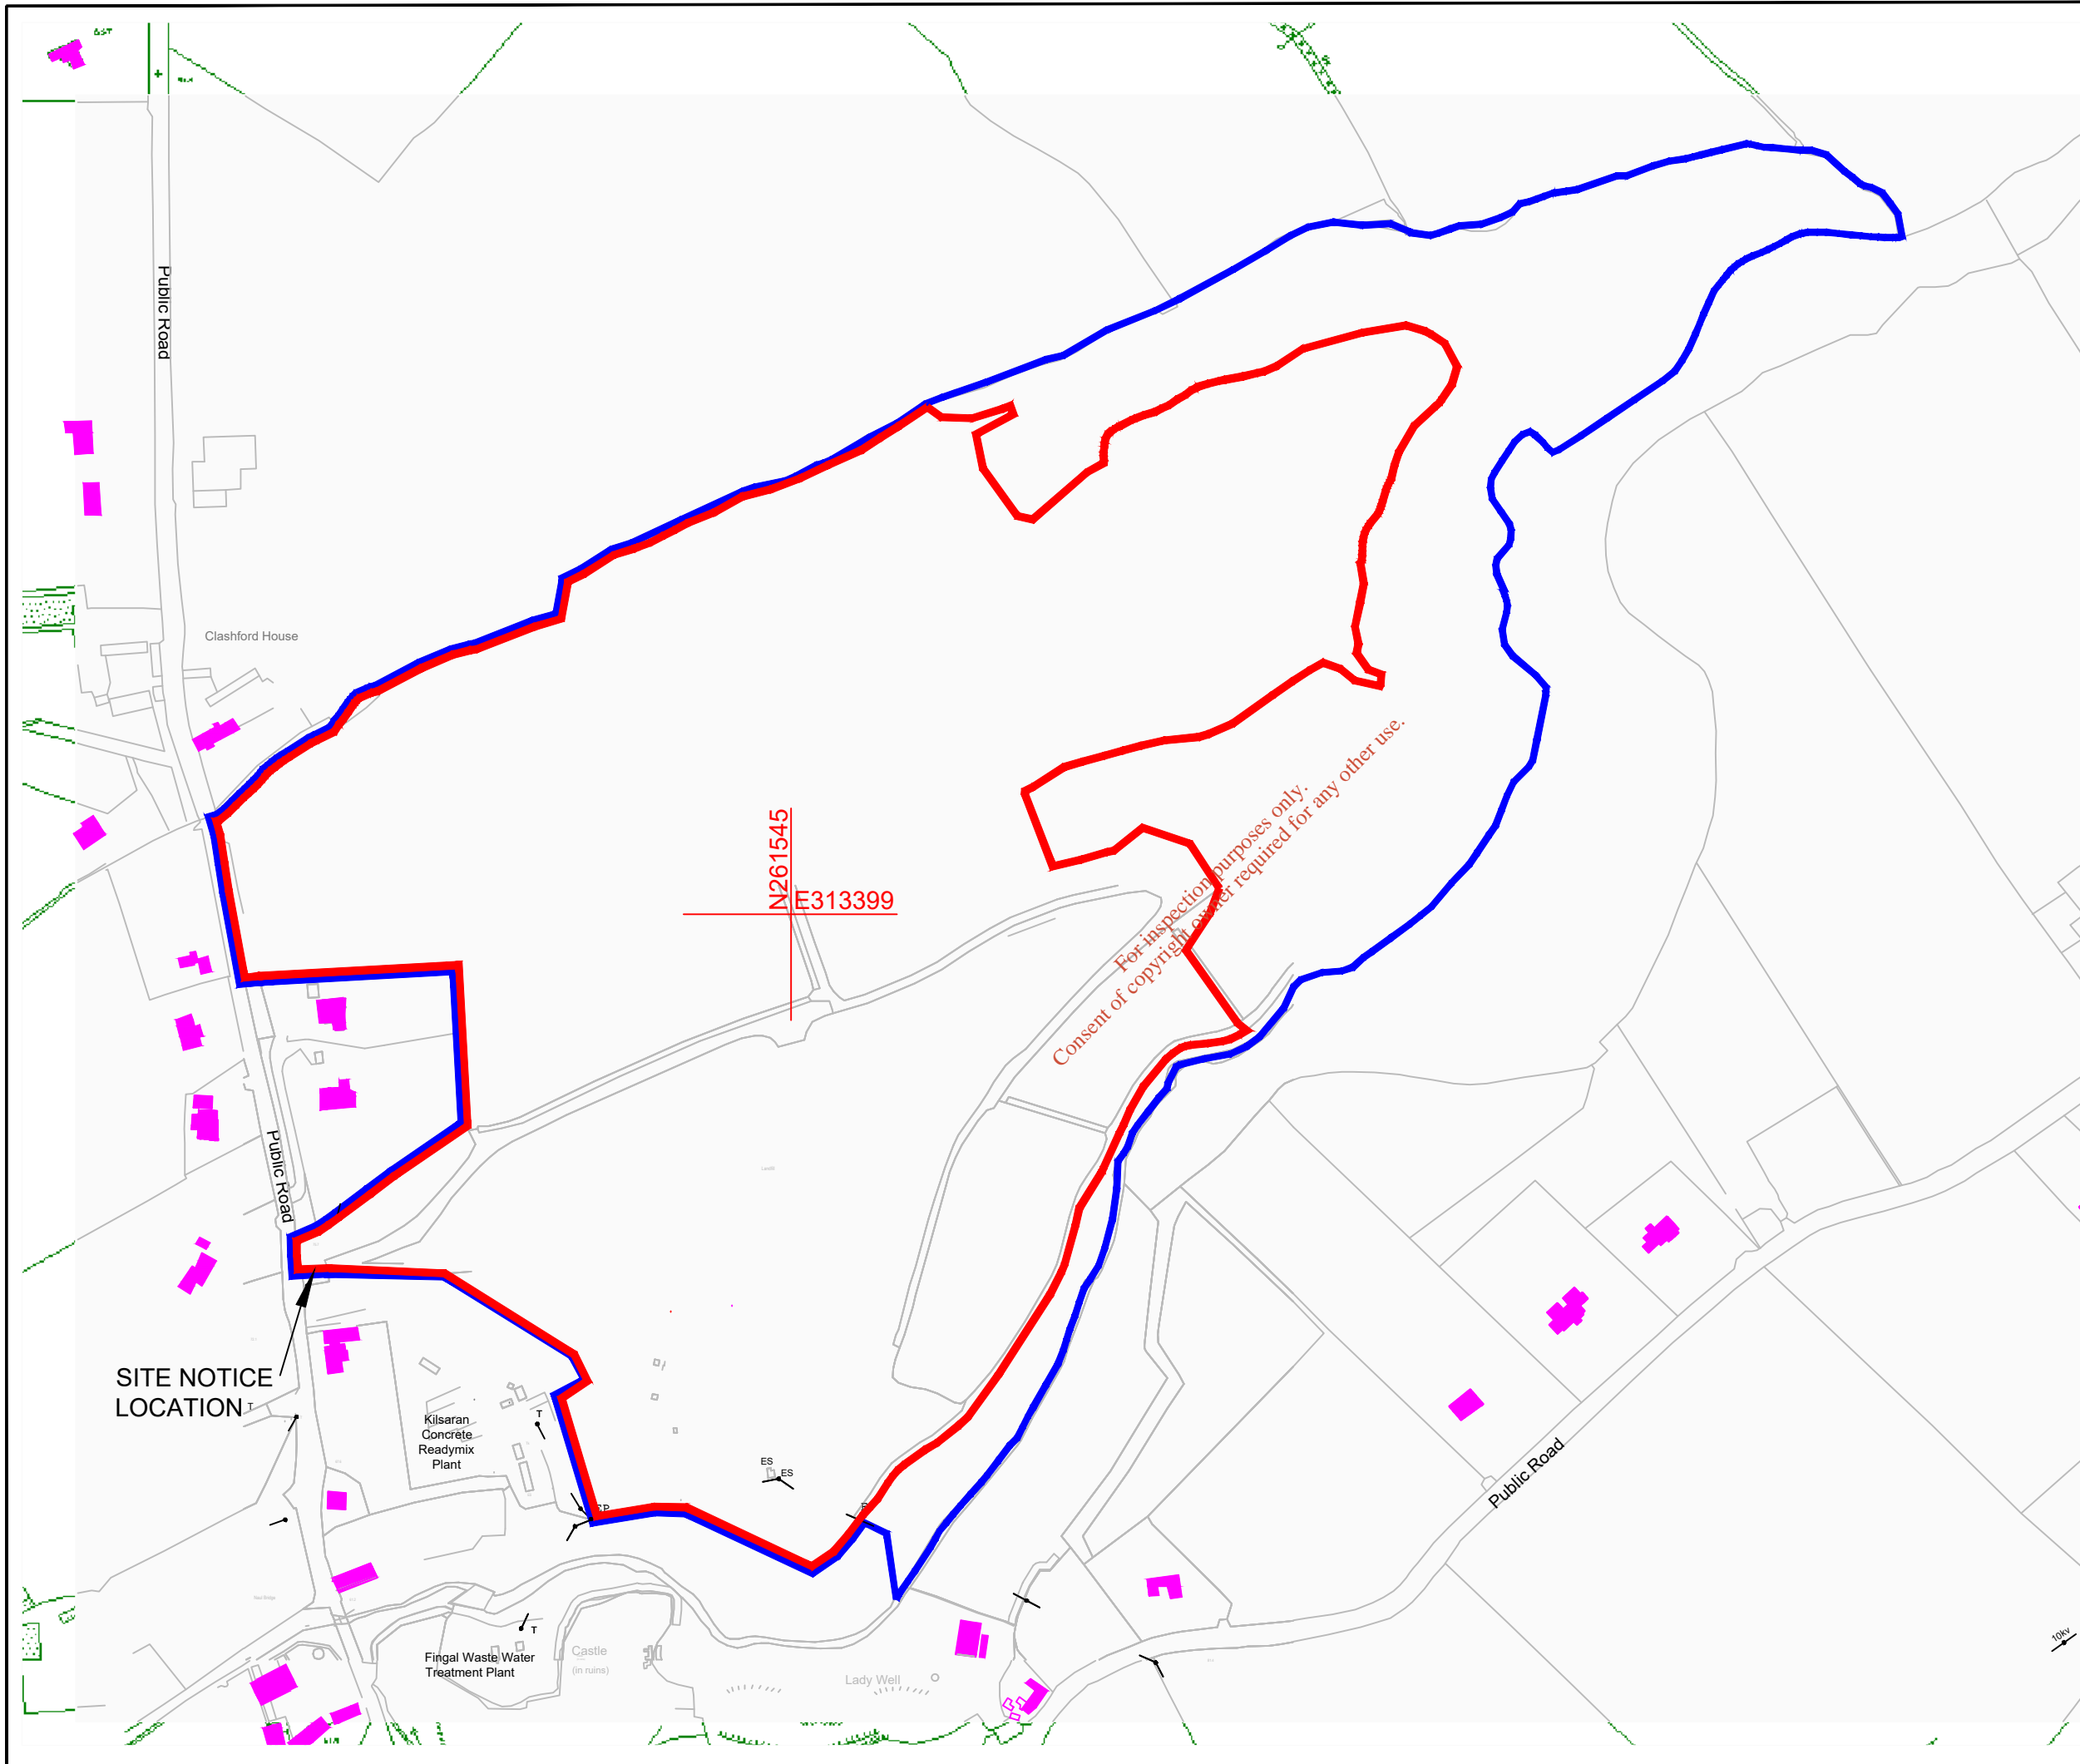 Public Road
Clashford House
N261545
E313399
For inspection purposes only.
Consent of copyright owner required for any other use.
Public Road
SITE NOTICE
LOCATION
T
Kilsaran
Concrete
Readymix
Plant
T
ES
ES
Public Road
Fingal Waste Water
Treatment Plant
T
Castle
(in ruins)
Lady Well
10kv